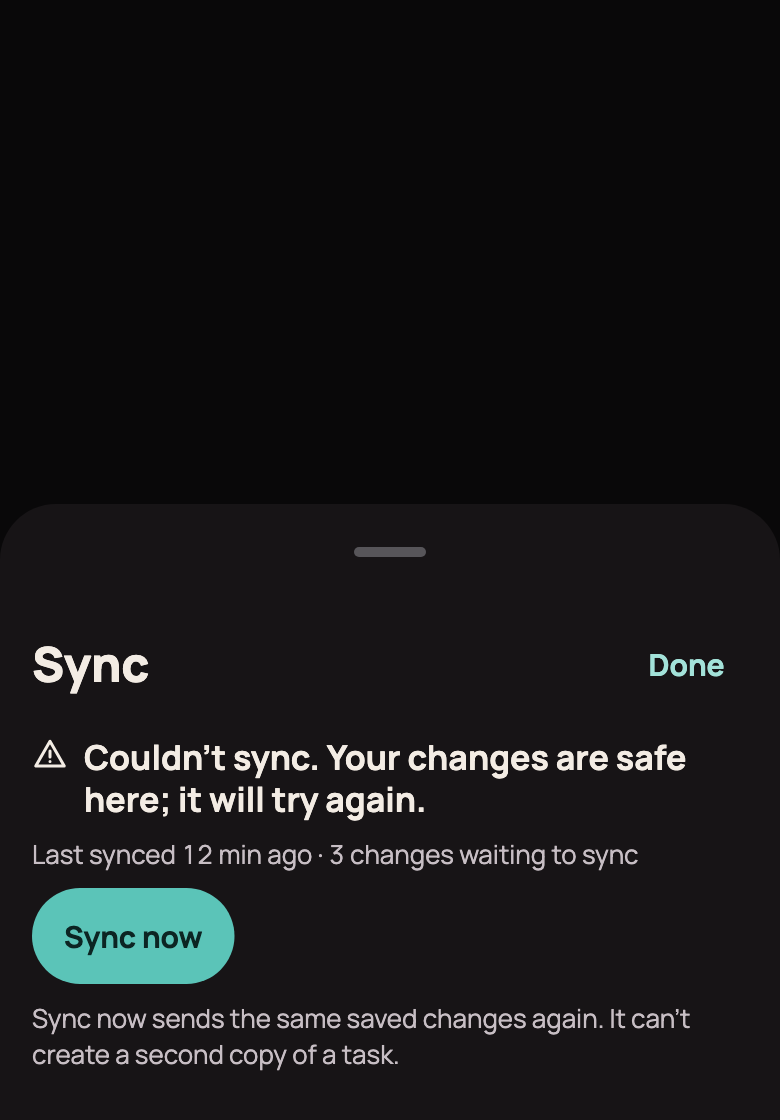 Sync
Done
Couldn’t sync. Your changes are safe
here; it will try again.
Last synced 12 min ago · 3 changes waiting to sync
Sync now
Sync now sends the same saved changes again. It can’t
create a second copy of a task.